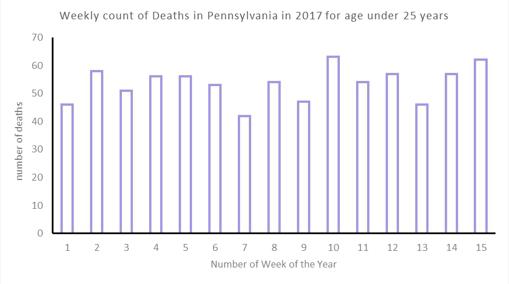 Weekly count of Deaths in Pennsylvania in 2017 for age under 25 years
70
60
50
40
30
20
10
0
number of deaths
1 2 3 4 5 6 7 8 9 10 11 12 13 14 15
Number of Week of the Year